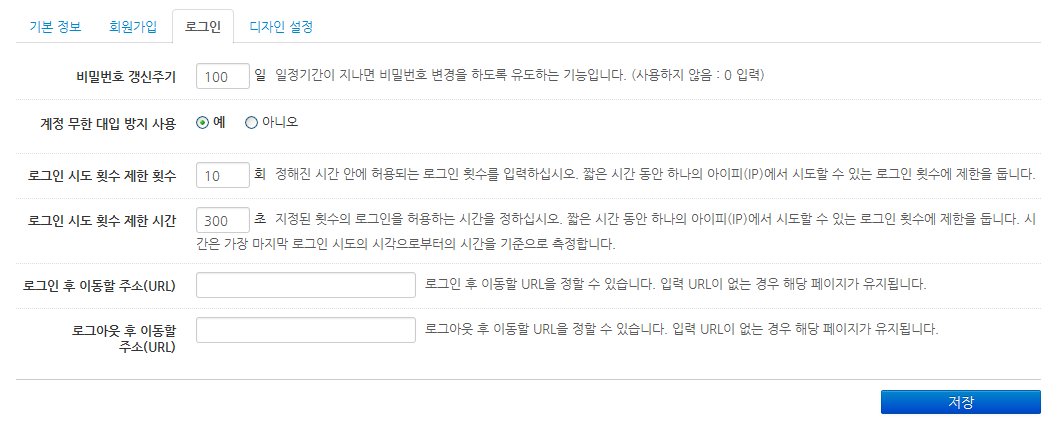 기본 정보 회원가입 로그인 디자인 설정
비밀번호 갱신주기 100 일 일정기간이 지나면 비밀번호 변경을 하도록 유도하는 기능입니다. (사용하지 않음 : 0 입력)
계정 무한 대입 방지 사용 예 아니오
로그인 시도 횟수 제한 횟수 10 회 정해진 시간 안에 허용되는 로그인 횟수를 입력하십시오. 짧은 시간 동안 하나의 아이피(IP)에서 시도할 수 있는 로그인 횟수에 제한을 둡니다.
로그인 시도 횟수 제한 시간 300 초 지정된 횟수의 로그인을 허용하는 시간을 정하십시오. 짧은 시간 동안 하나의 아이피(IP)에서 시도할 수 있는 로그인 횟수에 제한을 둡니다. 시
간은 가장 마지막 로그인 시도의 시각으로부터의 시간을 기준으로 측정합니다.
로그인 후 이동할 주소(URL) 로그인 후 이동할 URL을 정할 수 있습니다. 입력 URL이 없는 경우 해당 페이지가 유지됩니다.
로그아웃 후 이동할 로그아웃 후 이동할 URL을 정할 수 있습니다. 입력 URL이 없는 경우 해당 페이지가 유지됩니다.
주소(URL)
저장